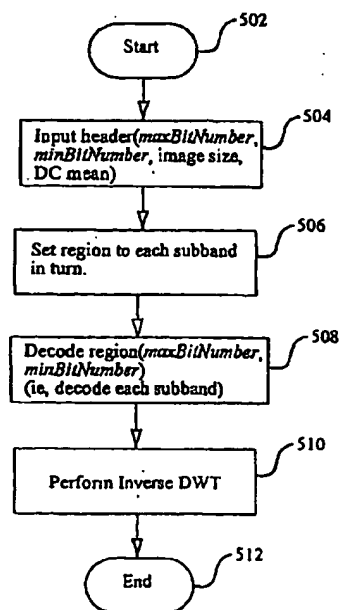 Start
502
Input header(maxBitNumber,
minBitNumber, image size,
DC mean)
504
Set region to each subband
in turn.
506
Decode region(maxBitNumber,
minBitNumber)
(ie, decode each subband)
508
Perform Inverse DWT
510
End
512